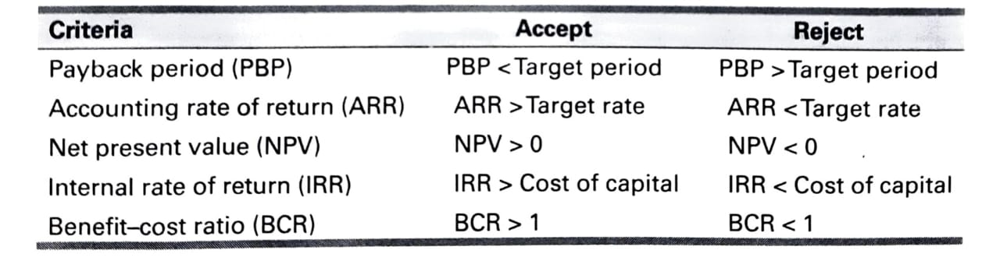 Criteria Accept Reject
Payback period (PBP) PBP < Target period PBP > Target period
Accounting rate of return (ARR) ARR > Target rate ARR < Target rate
Net present value (NPV) NPV > 0 NPV < 0
Internal rate of return (IRR) IRR > Cost of capital IRR < Cost of capital
Benefit–cost ratio (BCR) BCR > 1 BCR < 1